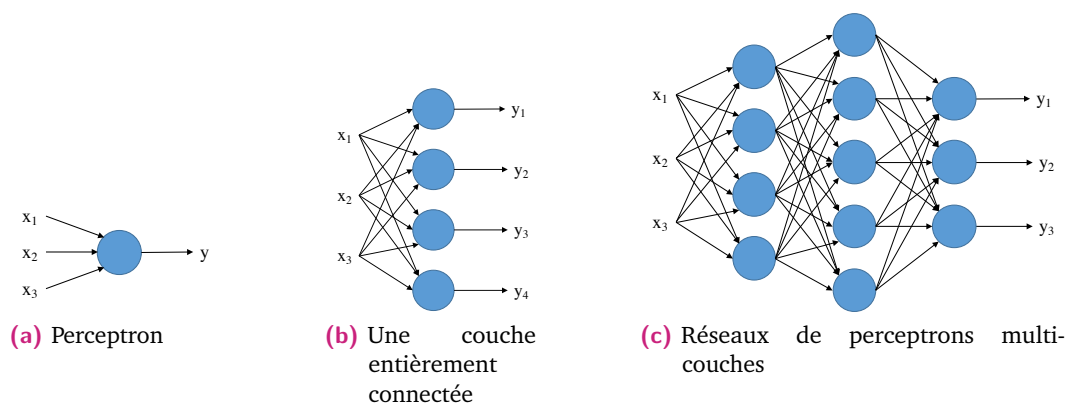 x₁
x₂
x₃
y
(a) Perceptron
x₁
x₂
x₃
y₁
y₂
y₃
y₄
(b) Une couche
entièrement
connectée
x₁
x₂
x₃
y₁
y₂
y₃
(c) Réseaux de perceptrons multi-
couches